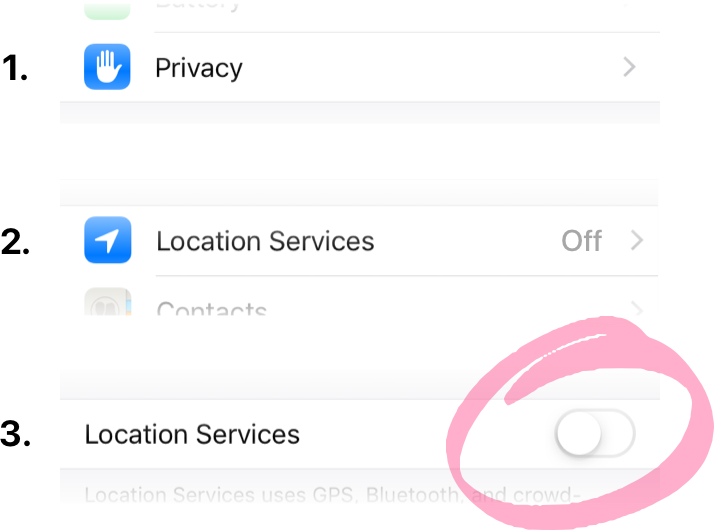 Battery
1. Privacy
2. Location Services Off
Contacts
3. Location Services
Location Services uses GPS, Bluetooth, and crowd-